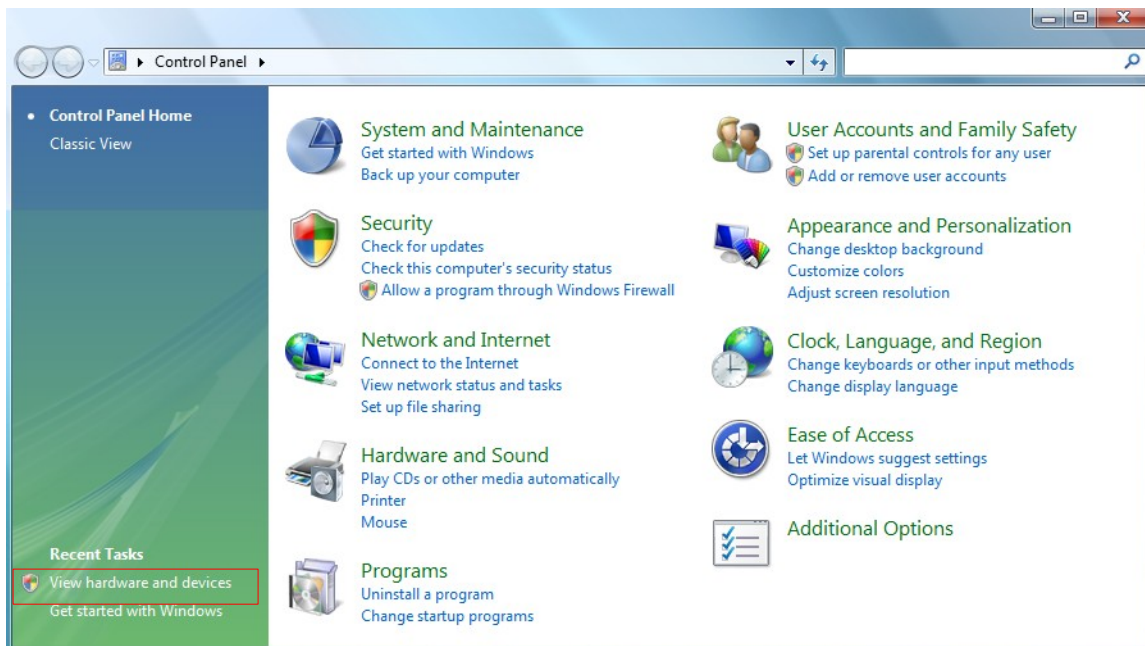 Control Panel
Control Panel Home
Classic View
Recent Tasks
View hardware and devices
Get started with Windows
System and Maintenance
Get started with Windows
Back up your computer
Security
Check for updates
Check this computer's security status
Allow a program through Windows Firewall
Network and Internet
Connect to the Internet
View network status and tasks
Set up file sharing
Hardware and Sound
Play CDs or other media automatically
Printer
Mouse
Programs
Uninstall a program
Change startup programs
User Accounts and Family Safety
Set up parental controls for any user
Add or remove user accounts
Appearance and Personalization
Change desktop background
Customize colors
Adjust screen resolution
Clock, Language, and Region
Change keyboards or other input methods
Change display language
Ease of Access
Let Windows suggest settings
Optimize visual display
Additional Options